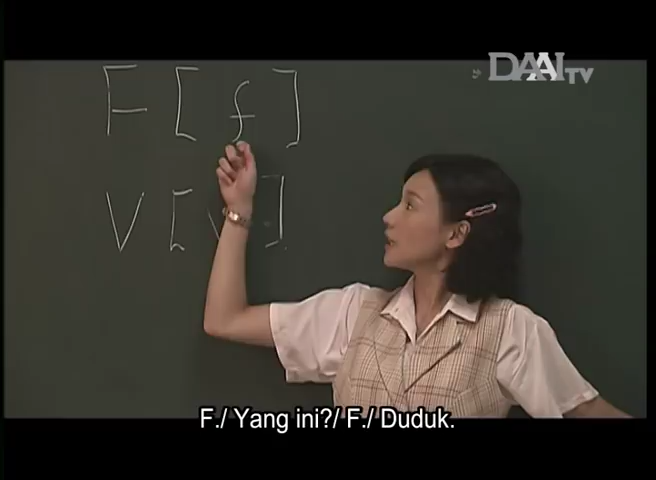 DAAI TV
F [f]
V [v]
F./ Yang ini?/ F./ Duduk.